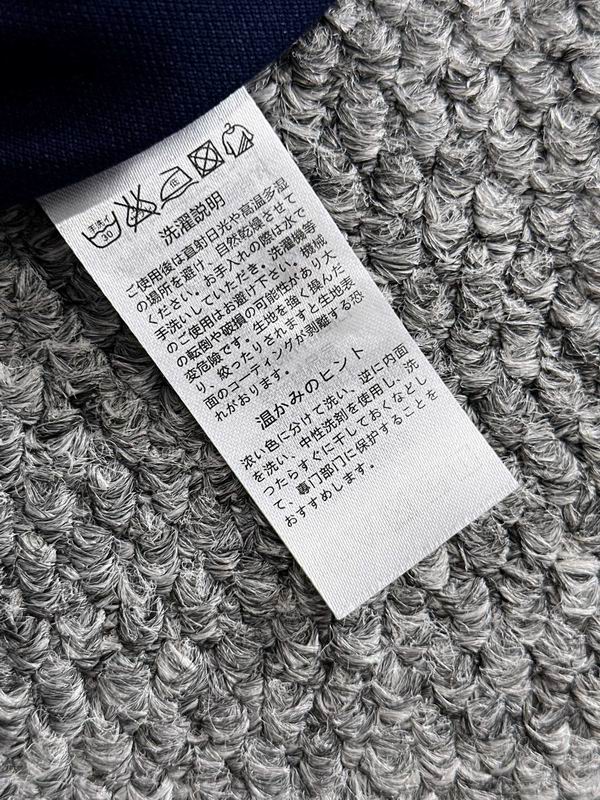 手洗イ
30
洗濯説明
ご使用後は直射日光や高温多湿
の場所を避け、自然乾燥させて
ください。お手入れの際は水で
手洗いしていただき。洗濯機等
のご使用はお避け下さい。機械
の転倒や破損の可能性があり大
変危険です。生地を強く揉んだ
り、絞ったりされますと生地表
面のコーティングが剥離する恐
れがおります。
温かみのヒント
浓い色に分けて洗い、逆に内面
を洗い、中性洗剤を使用し、洗
ったらすぐに干しておくなどし
て、專门部门に保护することを
おすすめします。